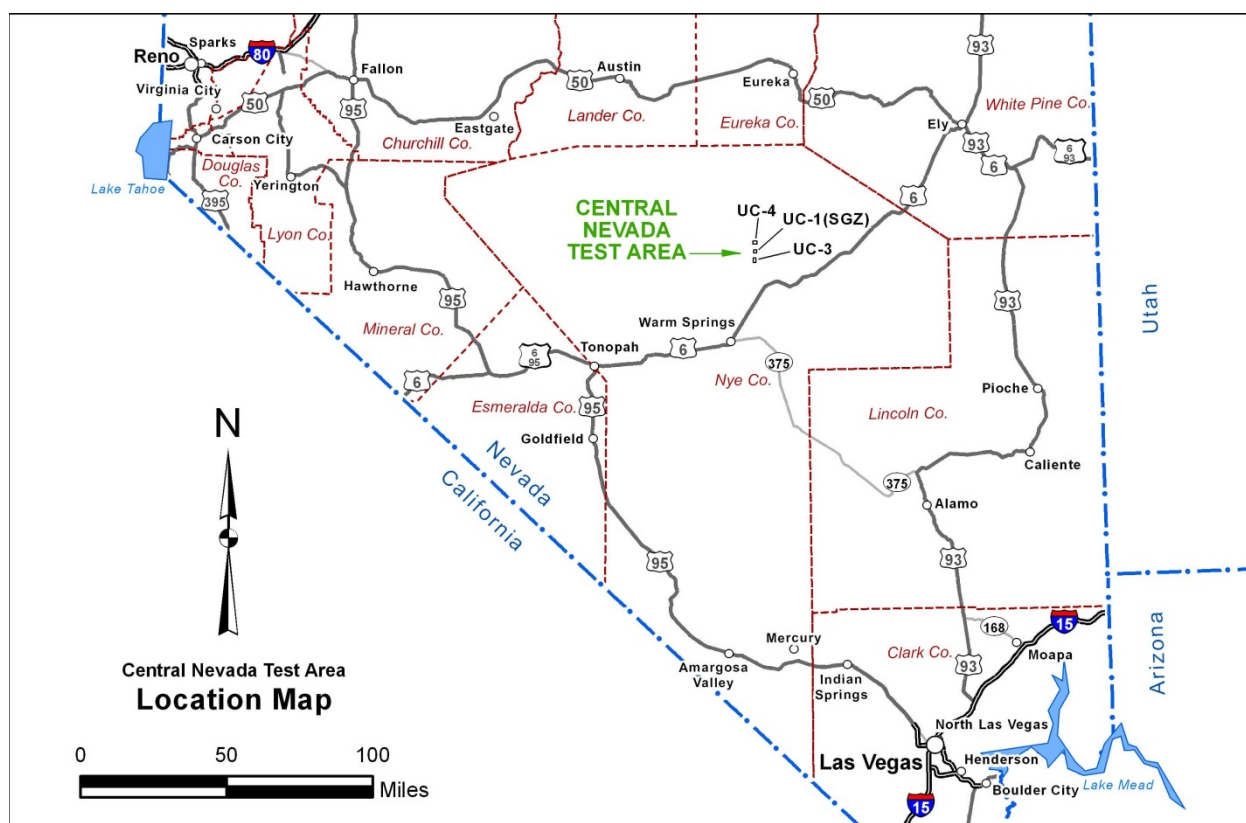 Reno
Sparks
80
Virginia City
50
Fallon
95
Carson City
Lake Tahoe
Douglas
Co.
Yerington
395
Lyon Co.
Churchill Co.
Eastgate
50
Austin
Lander Co.
Eureka
Eureka Co.
50
93
White Pine Co.
Ely
93
6
6
93
6
CENTRAL
NEVADA
TEST AREA
UC-4
UC-1(SGZ)
UC-3
Hawthorne
95
Mineral Co.
6
6
95
Tonopah
6
Warm Springs
375
Nye Co.
93
Utah
Pioche
Lincoln Co.
Caliente
375
Alamo
93
Esmeralda Co.
95
Goldfield
Nevada
California
95
N
Central Nevada Test Area
Location Map
0
50
100
Miles
Amargosa
Valley
Mercury
Indian
Springs
Clark Co.
168
15
Moapa
93
Arizona
North Las Vegas
Las Vegas
Henderson
Boulder City
Lake Mead
15